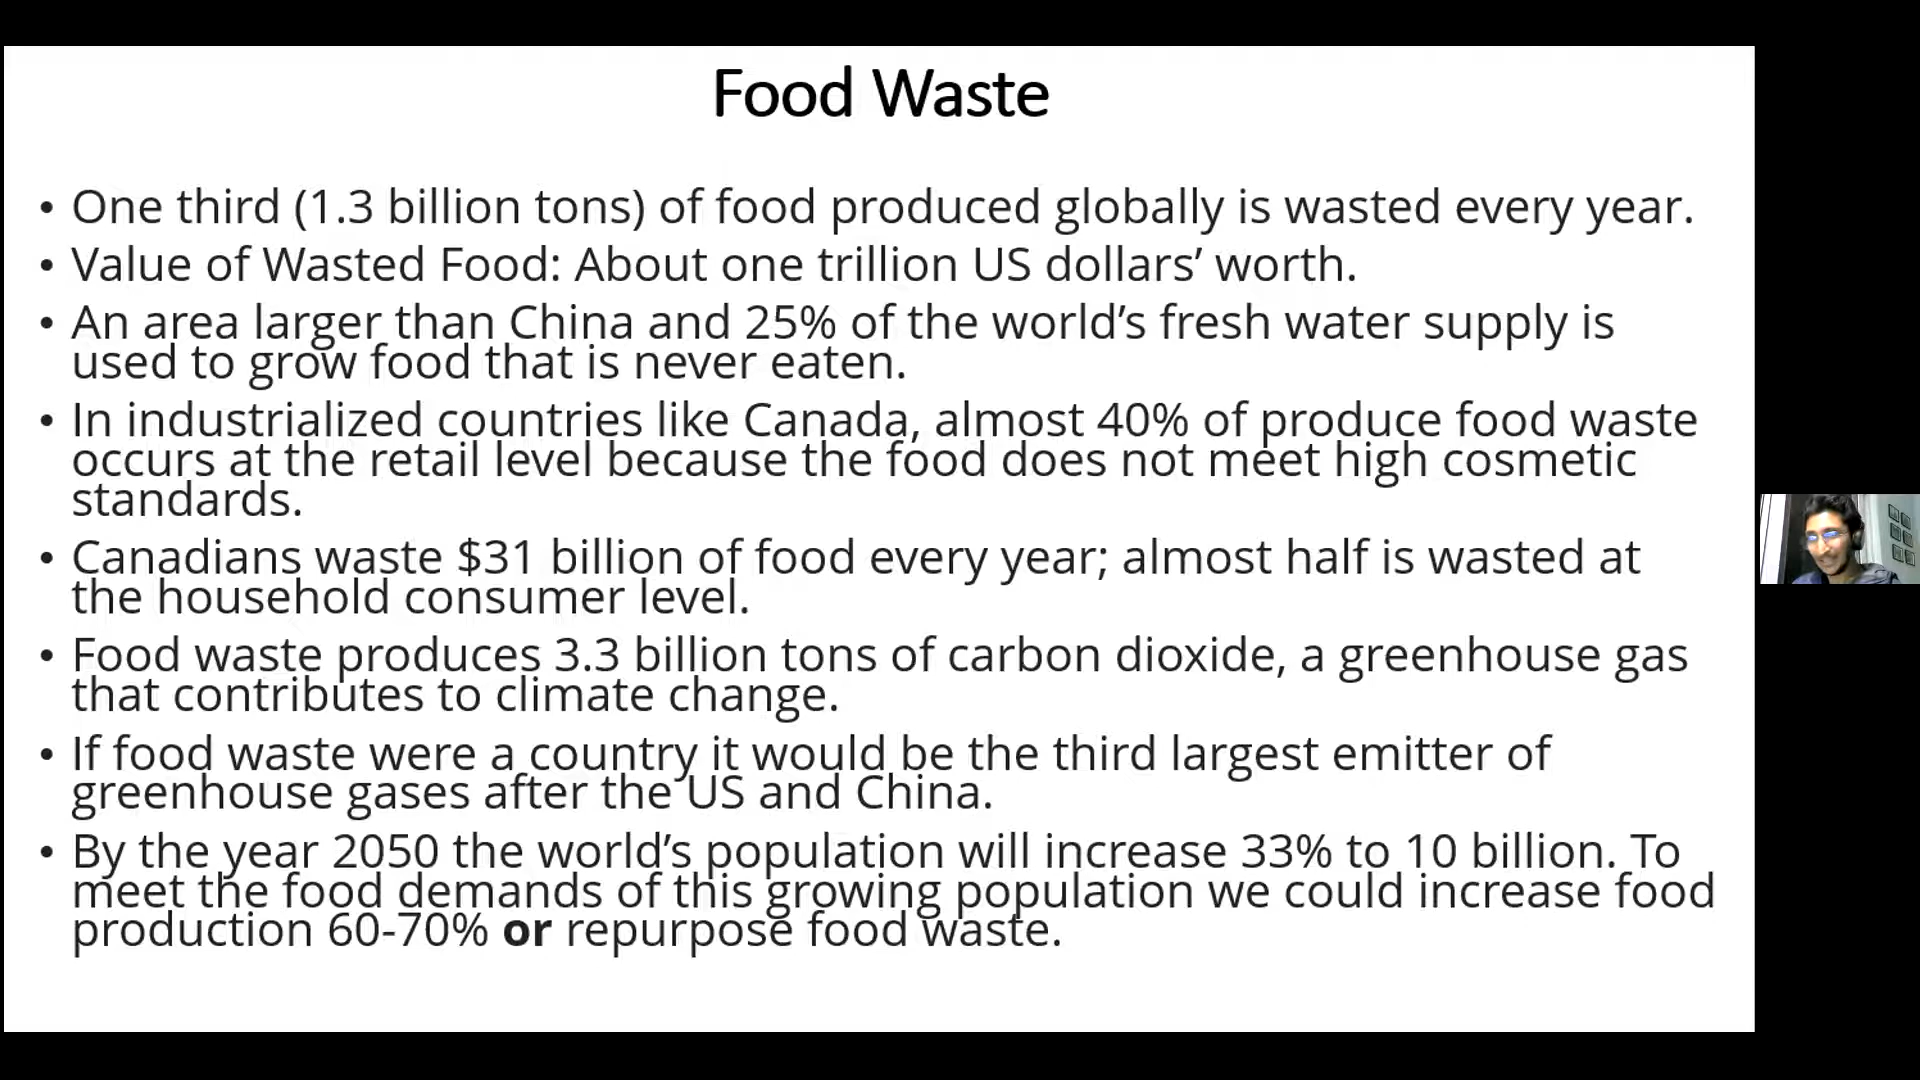 Food Waste
• One third (1.3 billion tons) of food produced globally is wasted every year.
• Value of Wasted Food: About one trillion US dollars’ worth.
• An area larger than China and 25% of the world’s fresh water supply is
used to grow food that is never eaten.
• In industrialized countries like Canada, almost 40% of produce food waste
occurs at the retail level because the food does not meet high cosmetic
standards.
• Canadians waste $31 billion of food every year; almost half is wasted at
the household consumer level.
• Food waste produces 3.3 billion tons of carbon dioxide, a greenhouse gas
that contributes to climate change.
• If food waste were a country it would be the third largest emitter of
greenhouse gases after the US and China.
• By the year 2050 the world’s population will increase 33% to 10 billion. To
meet the food demands of this growing population we could increase food
production 60-70% or repurpose food waste.